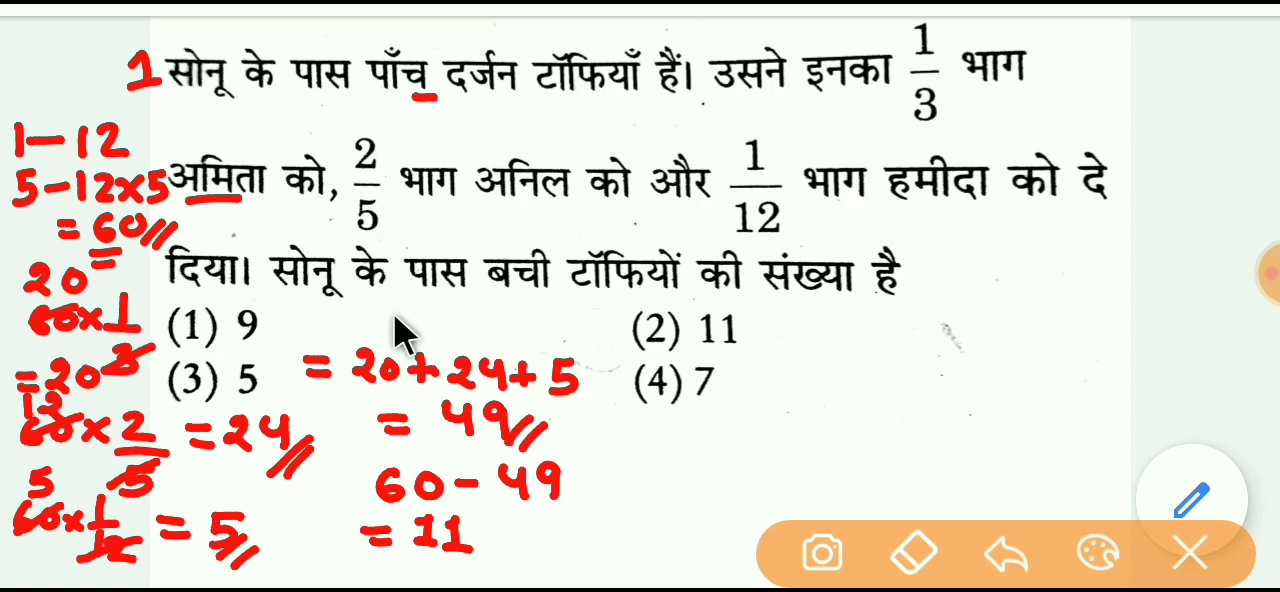 1 सोनू के पास पाँच दर्जन टॉफियाँ हैं। उसने इनका 1/3 भाग
अमिता को, 2/5 भाग अनिल को और 1/12 भाग हमीदा को दे
दिया। सोनू के पास बची टॉफियों की संख्या है
(1) 9 (2) 11
(3) 5 (4) 7
1-12
5-12×5
=60//
20
60×1/3
=20
12
60×2/5 =24//
5
60×1/12 =5//
= 20+24+5
= 49//
60-49
= 11